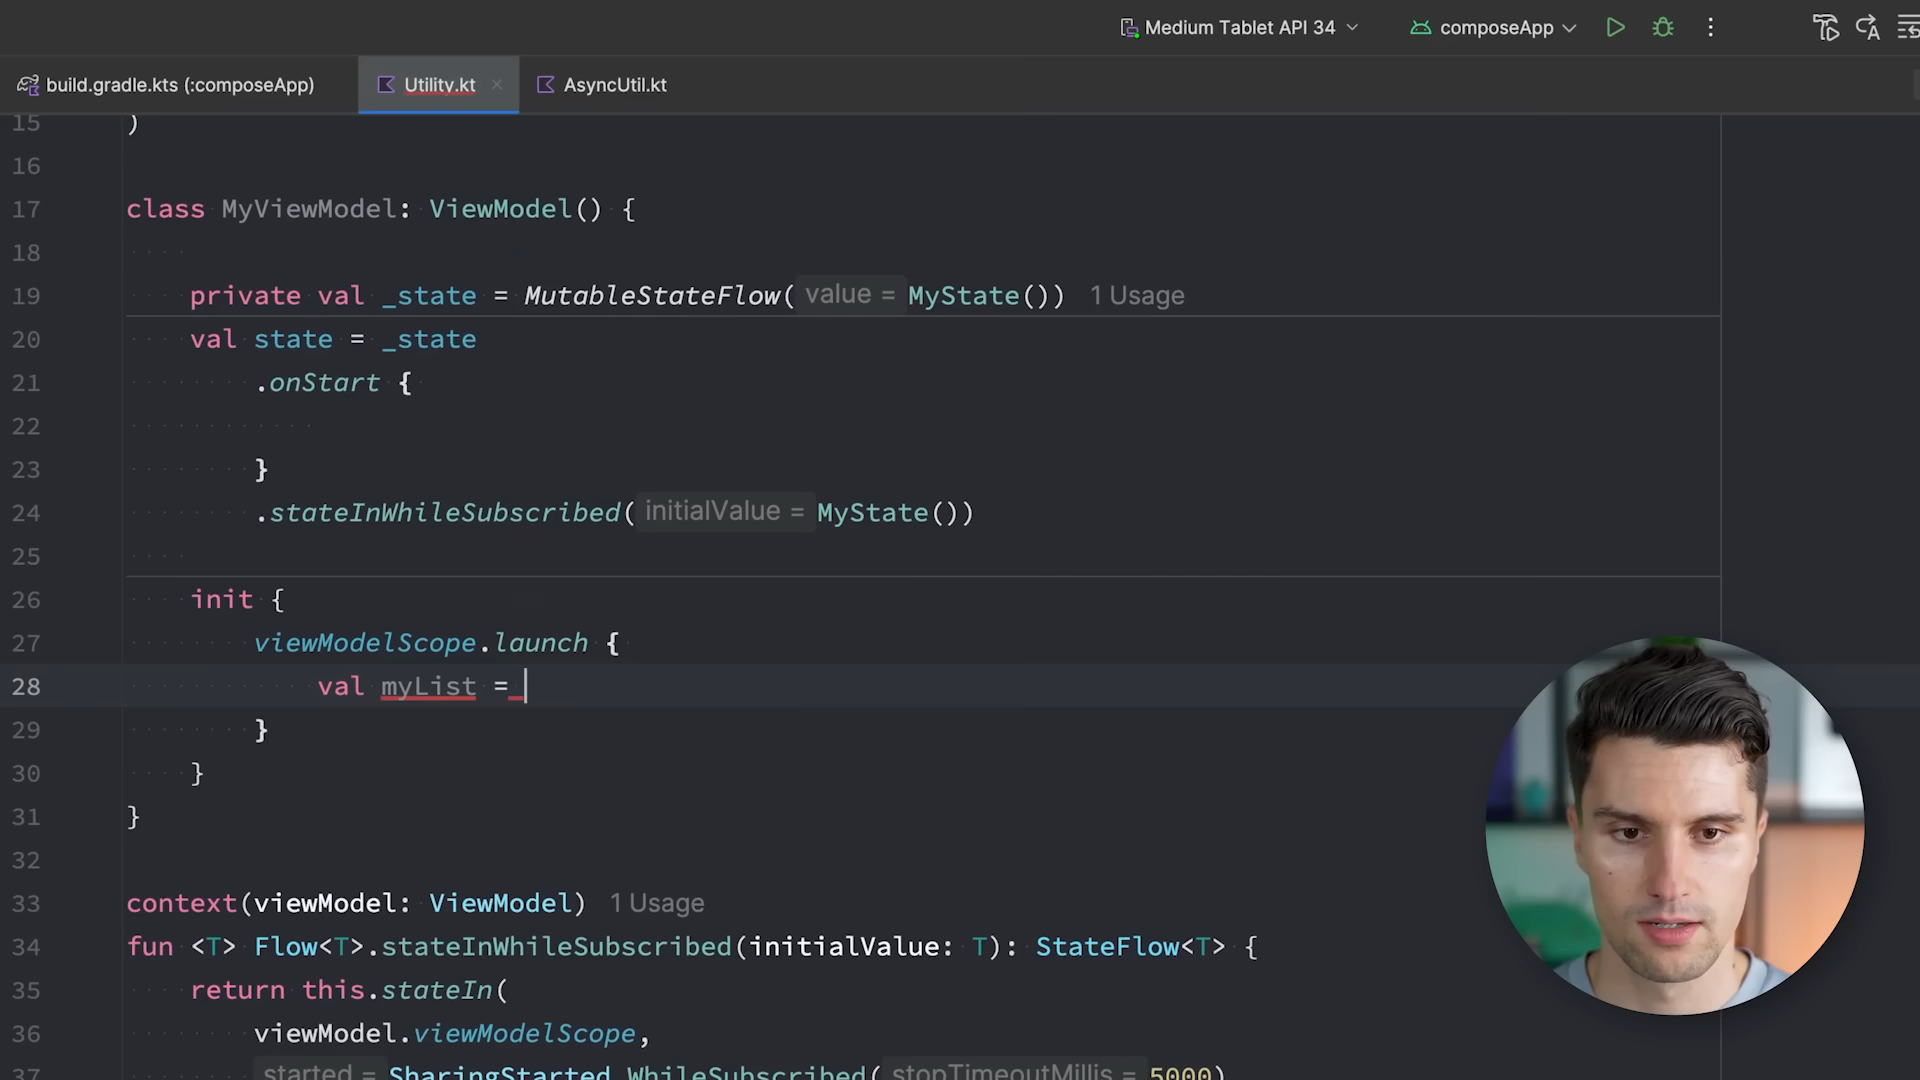 Medium Tablet API 34 composeApp
build.gradle.kts (:composeApp) Utility.kt AsyncUtil.kt
15 )
16
17 class MyViewModel: ViewModel() {
18
19 private val _state = MutableStateFlow( value = MyState()) 1 Usage
20 val state = _state
21 .onStart {
22
23 }
24 .stateInWhileSubscribed( initialValue = MyState())
25
26 init {
27 viewModelScope.launch {
28 val myList =
29 }
30 }
31 }
32
33 context(viewModel: ViewModel) 1 Usage
34 fun <T> Flow<T>.stateInWhileSubscribed(initialValue: T): StateFlow<T> {
35 return this.stateIn(
36 viewModel.viewModelScope,
37 started = SharingStarted.WhileSubscribed( stopTimeoutMillis = 5000)